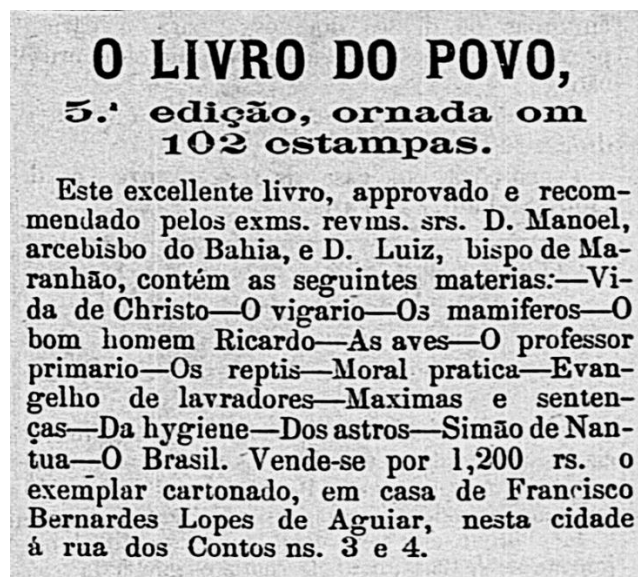 O LIVRO DO POVO,
5.ª edição, ornada om
102 estampas.
Este excellente livro, approvado e recom-
mendado pelos exms. revms. srs. D. Manoel,
arcebisbo do Bahia, e D. Luiz, bispo de Ma-
ranhão, contém as seguintes materias:—Vi-
da de Christo—O vigario—Os mamiferos—O
bom homem Ricardo—As aves—O professor
primario—Os reptis—Moral pratica—Evan-
gelho de lavradores—Maximas e senten-
ças—Da hygiene—Dos astros—Simão de Nan-
tua—O Brasil. Vende-se por 1,200 rs. o
exemplar cartonado, em casa de Francisco
Bernardes Lopes de Aguiar, nesta cidade
á rua dos Contos ns. 3 e 4.